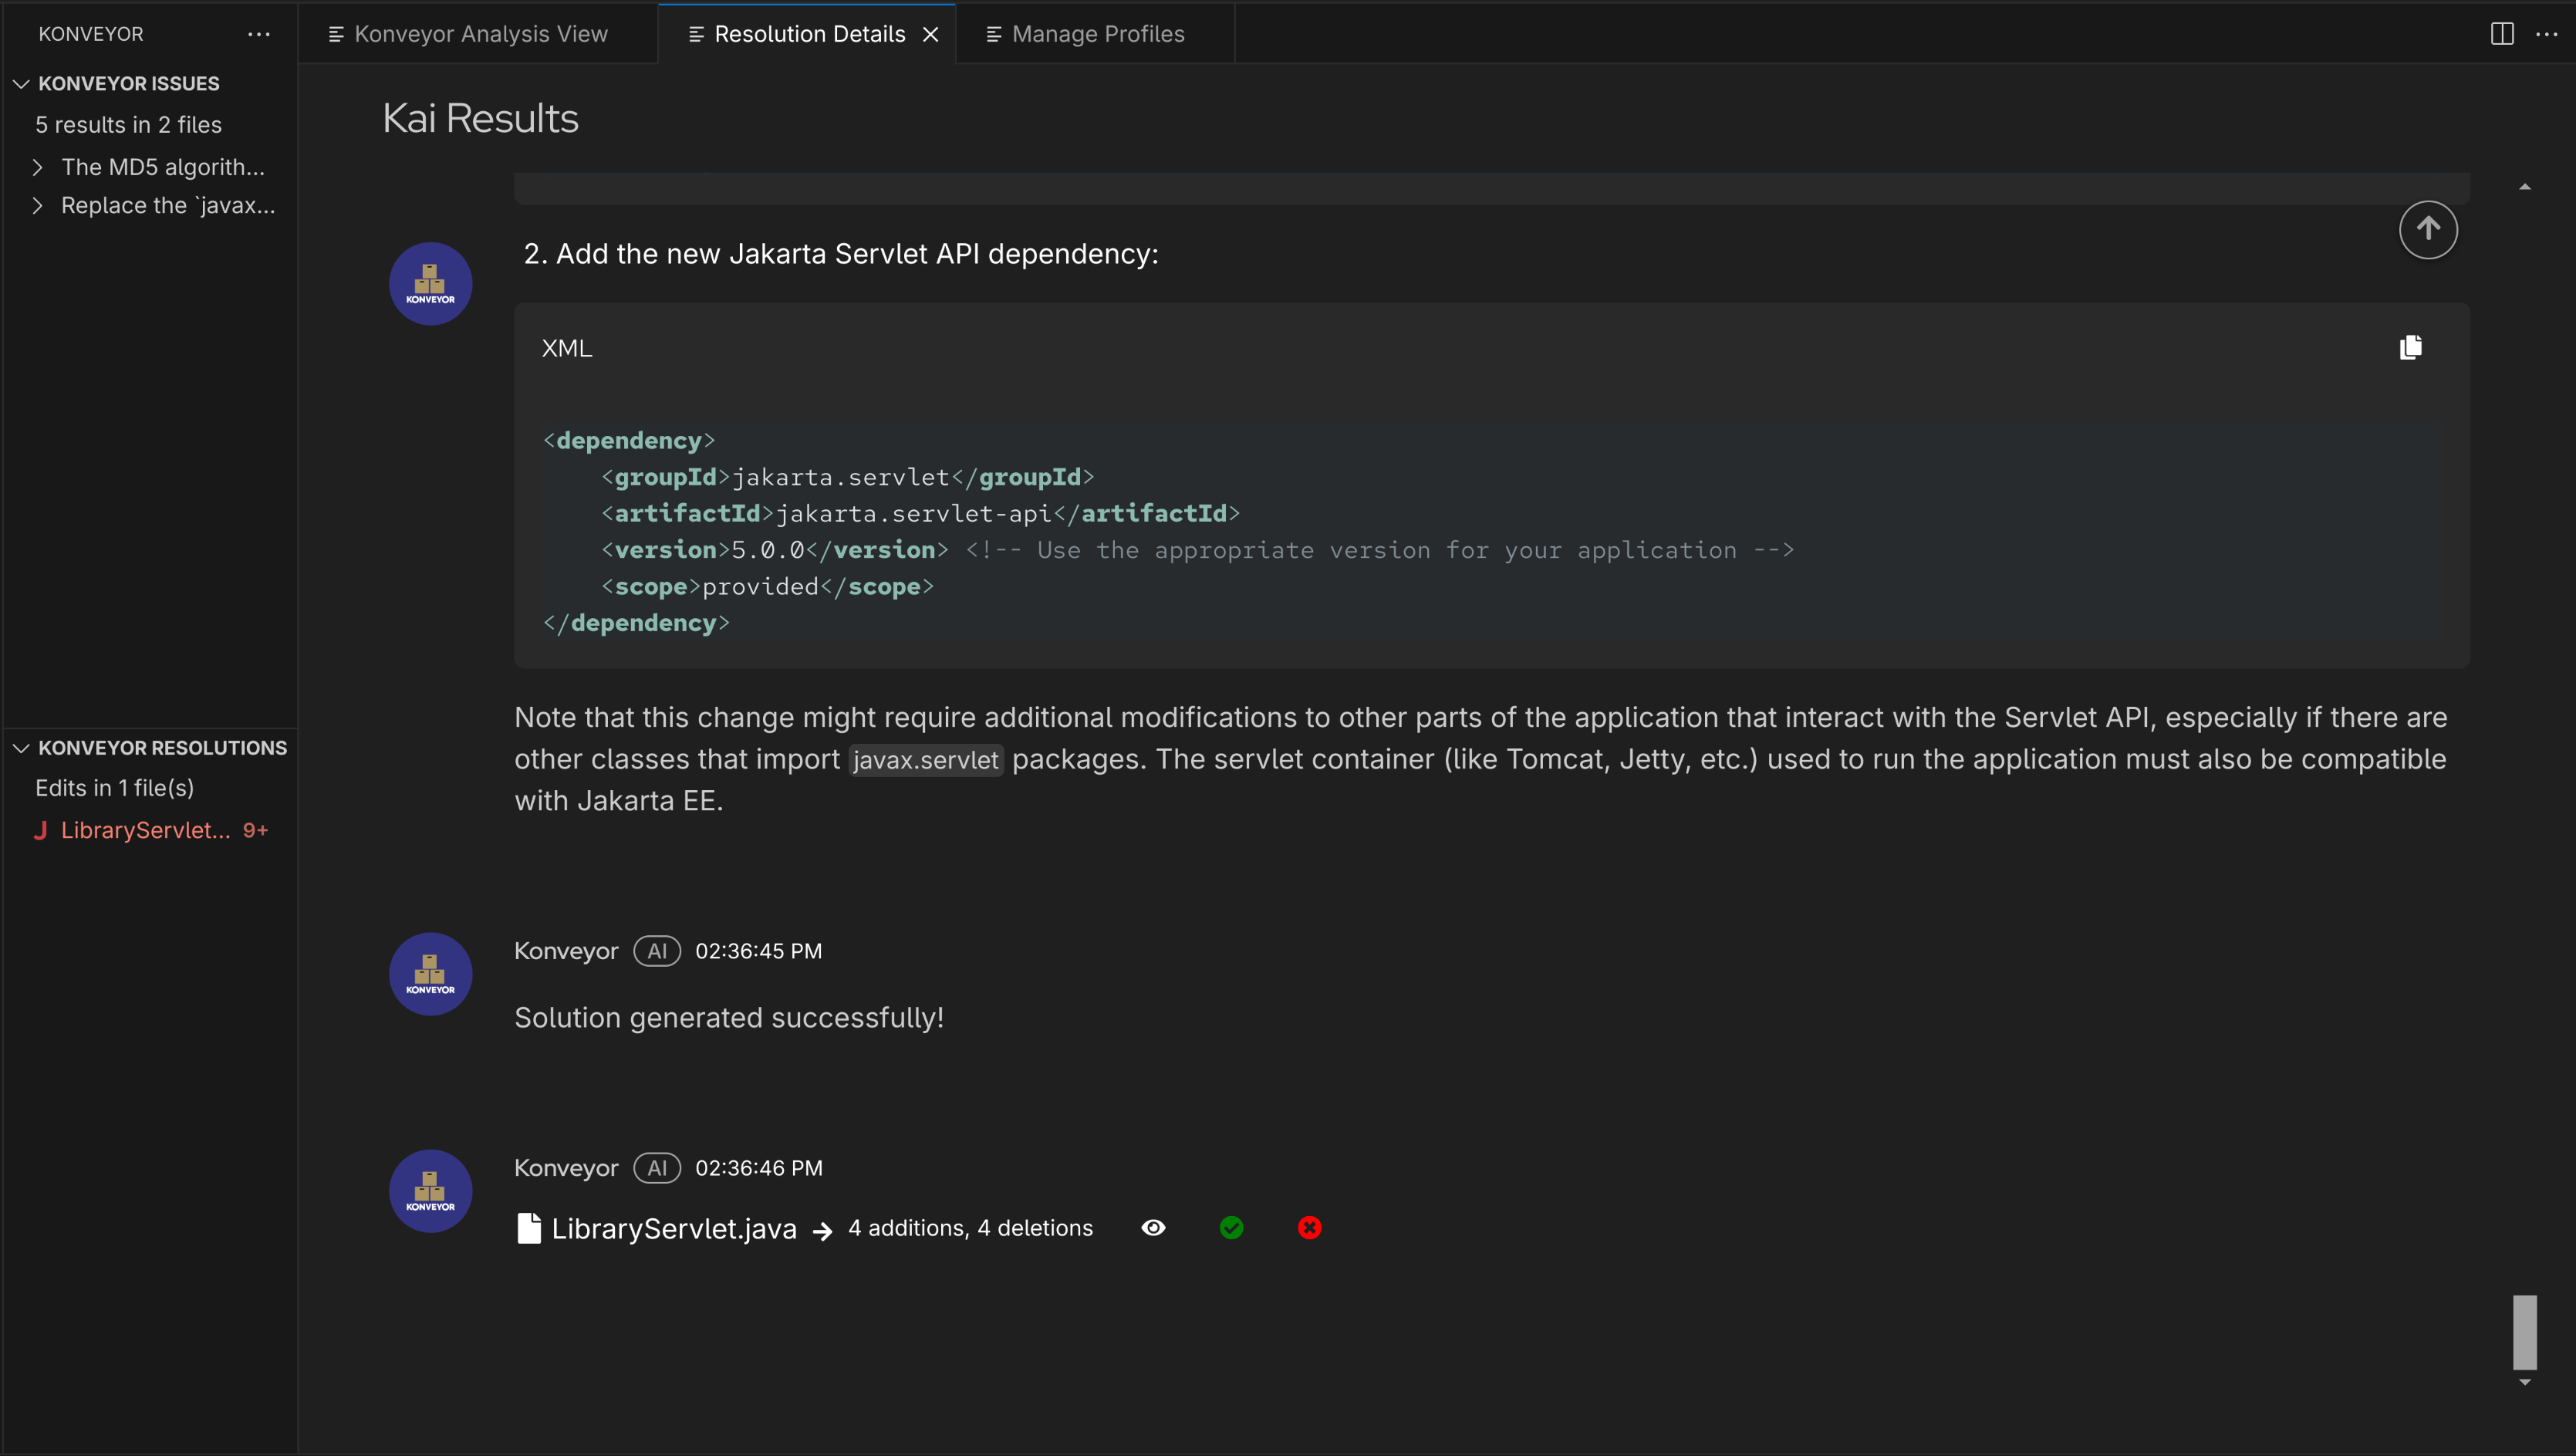 KONVEYOR
Konveyor Analysis View
Resolution Details
Manage Profiles
KONVEYOR ISSUES
5 results in 2 files
The MD5 algorith...
Replace the `javax...
KONVEYOR RESOLUTIONS
Edits in 1 file(s)
J LibraryServlet... 9+
Kai Results
KONVEYOR
2. Add the new Jakarta Servlet API dependency:
XML
<dependency>
    <groupId>jakarta.servlet</groupId>
    <artifactId>jakarta.servlet-api</artifactId>
    <version>5.0.0</version> <!-- Use the appropriate version for your application -->
    <scope>provided</scope>
</dependency>
Note that this change might require additional modifications to other parts of the application that interact with the Servlet API, especially if there are
other classes that import javax.servlet packages. The servlet container (like Tomcat, Jetty, etc.) used to run the application must also be compatible
with Jakarta EE.
KONVEYOR
Konveyor AI 02:36:45 PM
Solution generated successfully!
KONVEYOR
Konveyor AI 02:36:46 PM
LibraryServlet.java → 4 additions, 4 deletions